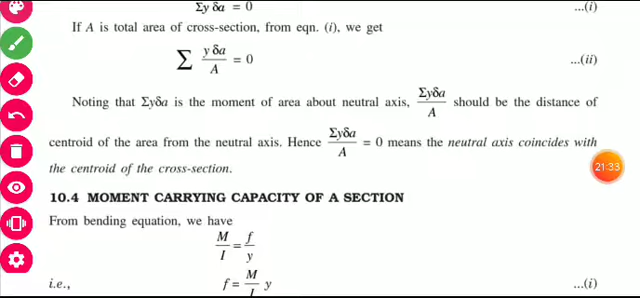 Σy δa = 0 ...(i)
If A is total area of cross-section, from eqn. (i), we get
∑ y δa / A = 0 ...(ii)
Noting that Σyδa is the moment of area about neutral axis, Σyδa / A should be the distance of
centroid of the area from the neutral axis. Hence Σyδa / A = 0 means the neutral axis coincides with
the centroid of the cross-section.
21:33
10.4 MOMENT CARRYING CAPACITY OF A SECTION
From bending equation, we have
M / I = f / y
i.e., f = M / I y ...(i)